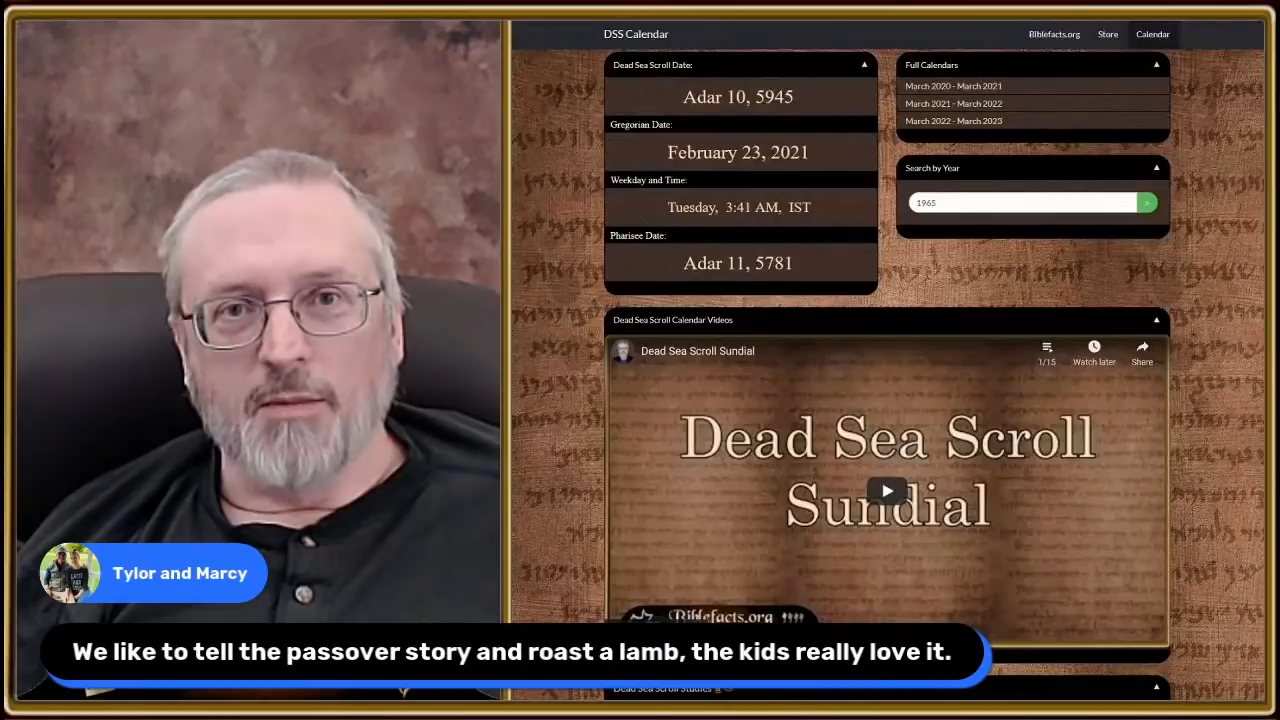 DSS Calendar
Biblefacts.org Store Calendar
Dead Sea Scroll Date:
Adar 10, 5945
Gregorian Date:
February 23, 2021
Weekday and Time:
Tuesday, 3:41 AM, IST
Pharisee Date:
Adar 11, 5781
Full Calendars
March 2020 - March 2021
March 2021 - March 2022
March 2022 - March 2023
Search by Year
1965
>
Dead Sea Scroll Calendar Videos
Dead Sea Scroll Sundial
1/15 Watch later Share
Dead Sea Scroll
Sundial
Biblefacts.org
Dead Sea Scroll Studies
Tylor and Marcy
We like to tell the passover story and roast a lamb, the kids really love it.